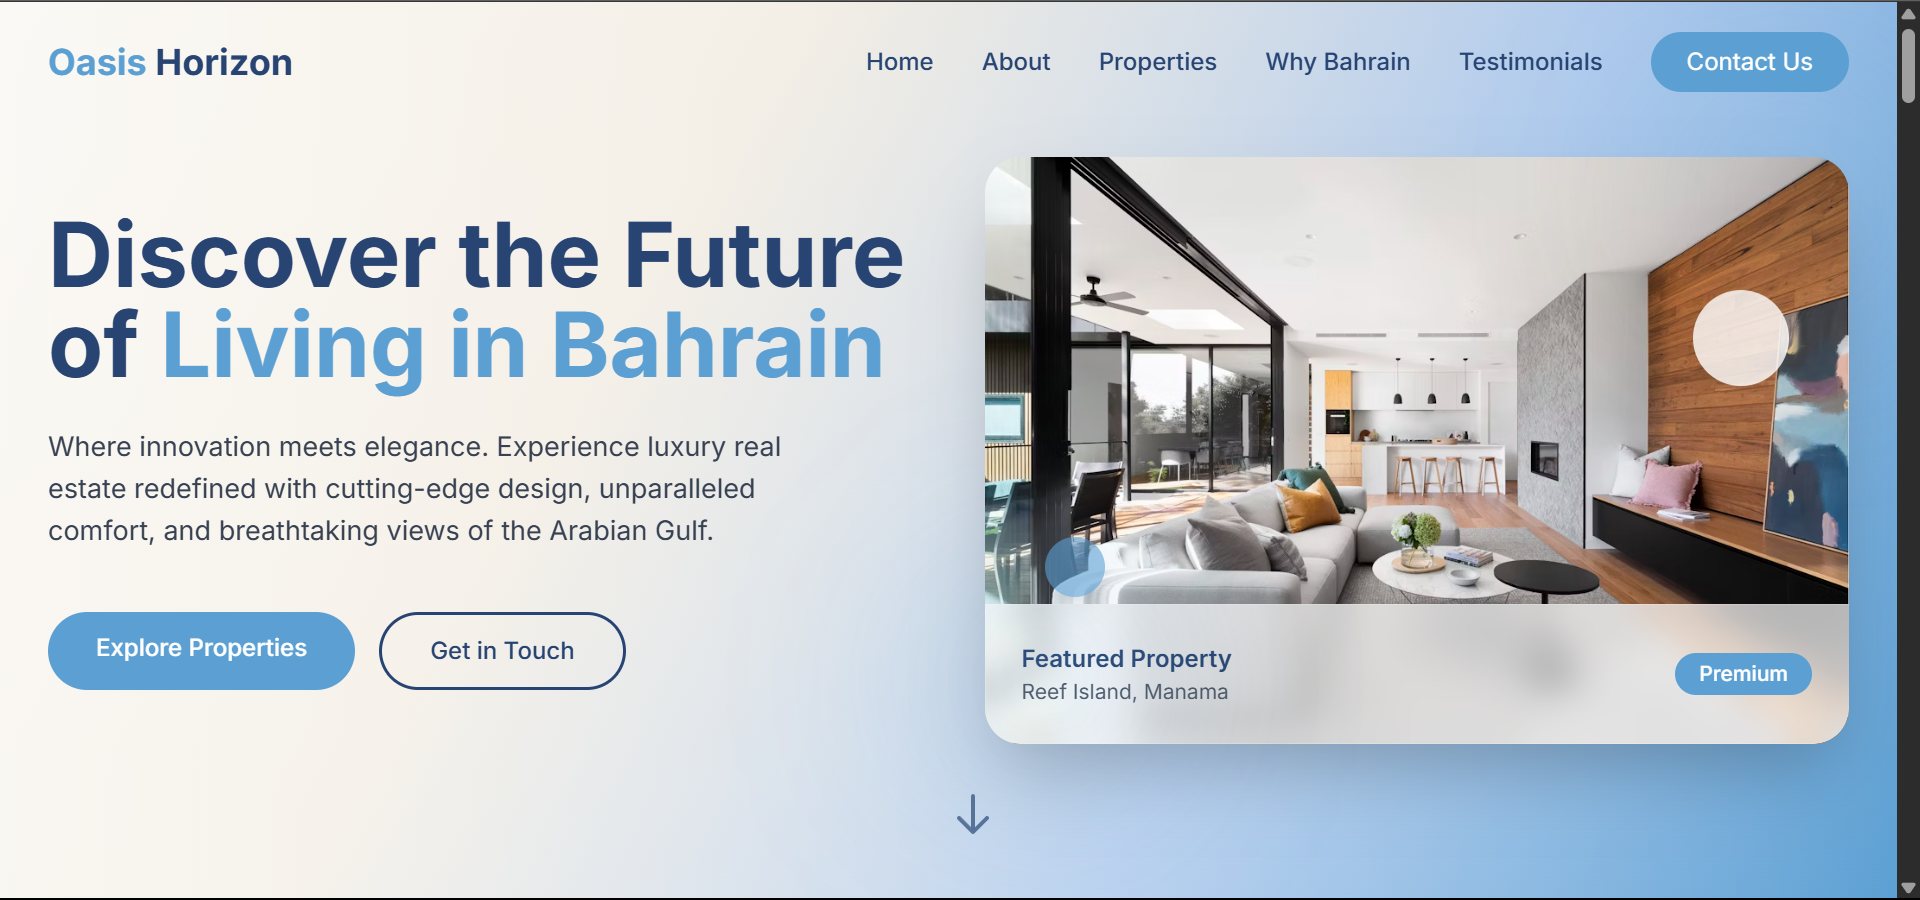 Oasis Horizon
Home
About
Properties
Why Bahrain
Testimonials
Contact Us
Discover the Future
of Living in Bahrain
Where innovation meets elegance. Experience luxury real
estate redefined with cutting-edge design, unparalleled
comfort, and breathtaking views of the Arabian Gulf.
Explore Properties
Get in Touch
Featured Property
Reef Island, Manama
Premium